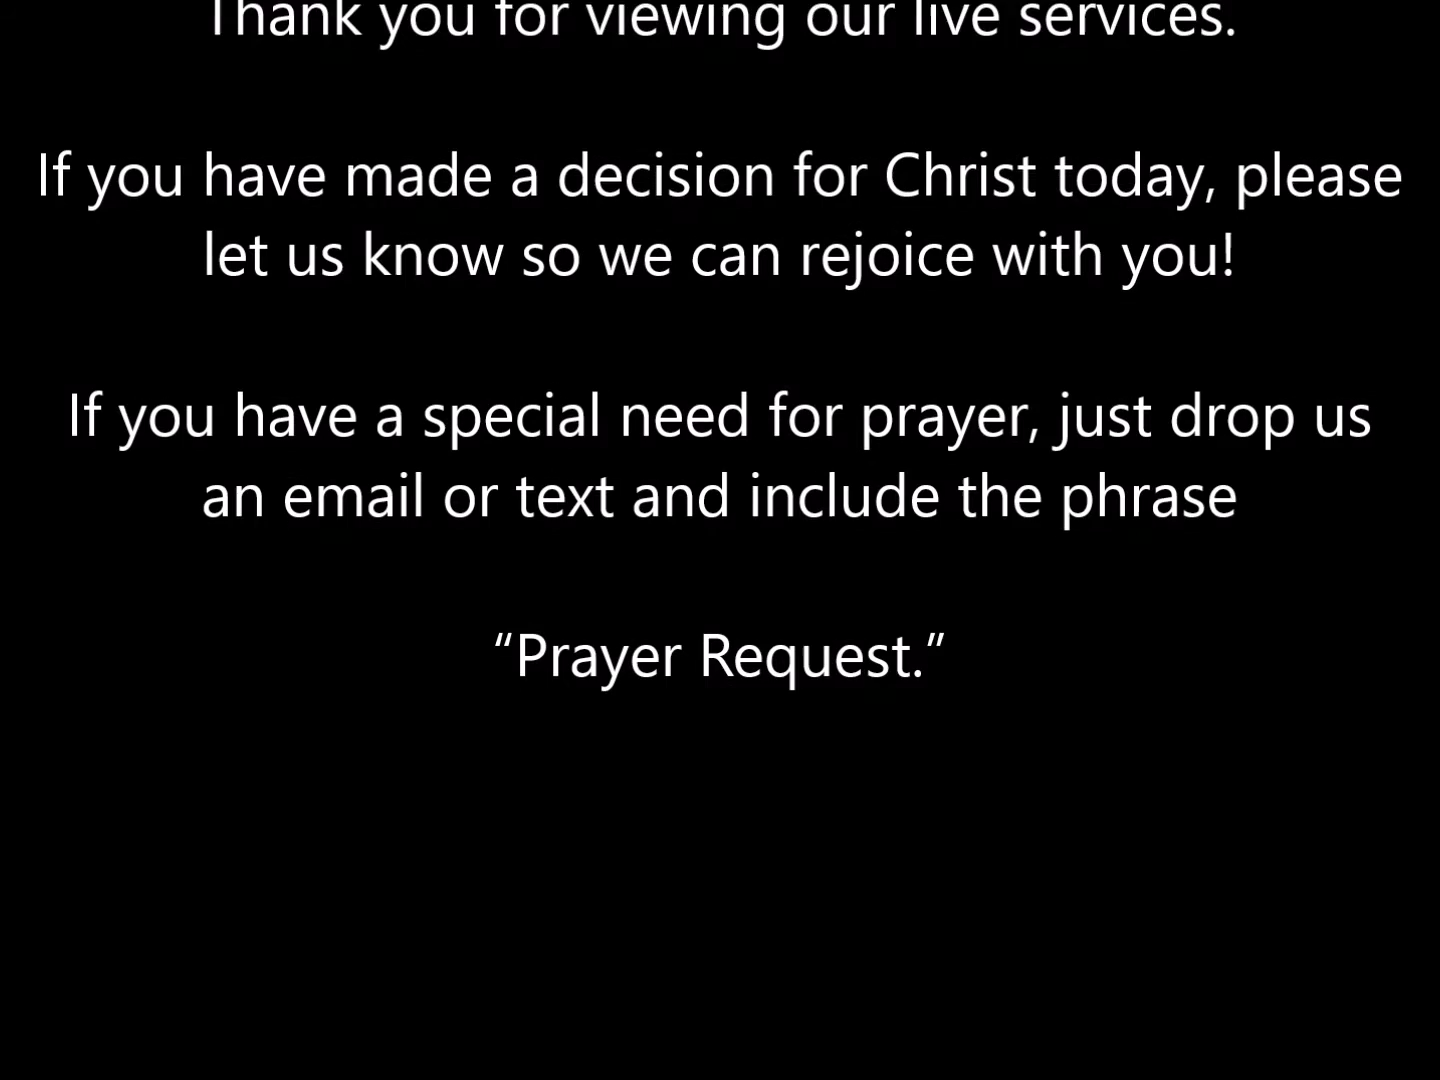 Thank you for viewing our live services.
If you have made a decision for Christ today, please
let us know so we can rejoice with you!
If you have a special need for prayer, just drop us
an email or text and include the phrase
“Prayer Request.”